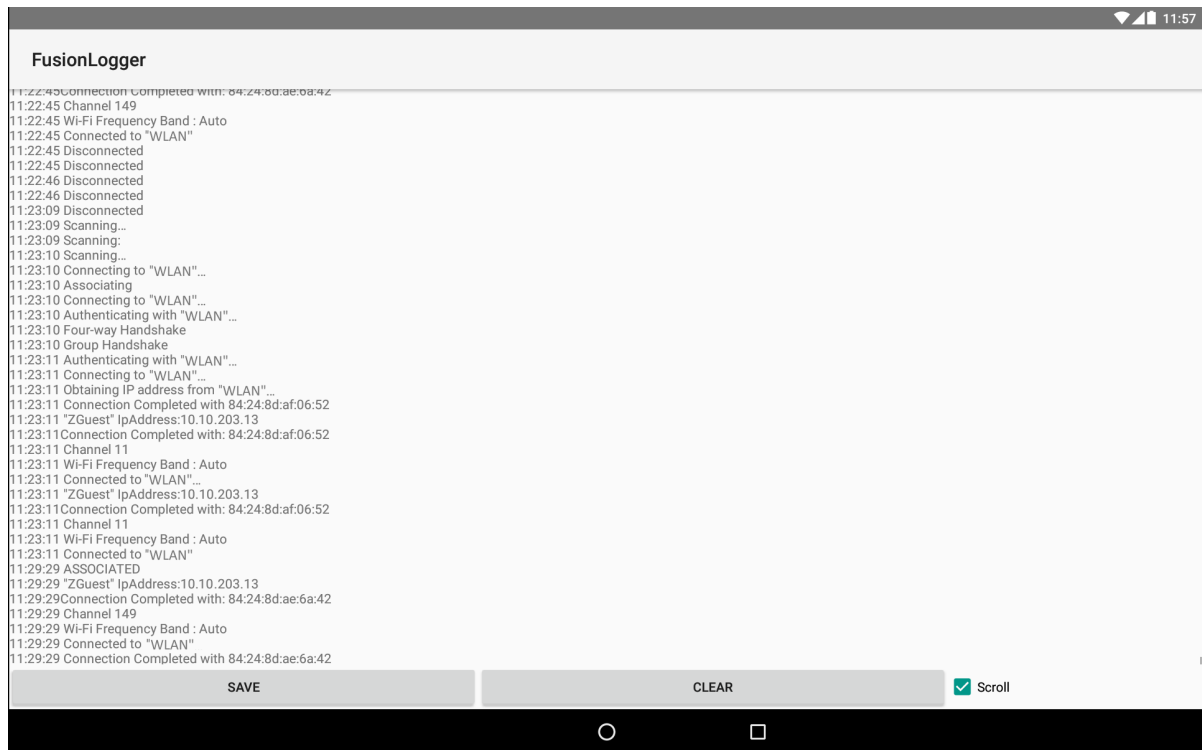 11:57
FusionLogger
11:22:45Connection Completed with: 84:24:8d:ae:6a:42
11:22:45 Channel 149
11:22:45 Wi-Fi Frequency Band : Auto
11:22:45 Connected to "WLAN"
11:22:45 Disconnected
11:22:45 Disconnected
11:22:46 Disconnected
11:22:46 Disconnected
11:23:09 Disconnected
11:23:09 Scanning…
11:23:09 Scanning:
11:23:10 Scanning…
11:23:10 Connecting to "WLAN"…
11:23:10 Associating
11:23:10 Connecting to "WLAN"…
11:23:10 Authenticating with "WLAN"…
11:23:10 Four-way Handshake
11:23:10 Group Handshake
11:23:11 Authenticating with "WLAN"…
11:23:11 Connecting to "WLAN"…
11:23:11 Obtaining IP address from "WLAN"…
11:23:11 Connection Completed with 84:24:8d:af:06:52
11:23:11 "ZGuest" IpAddress:10.10.203.13
11:23:11Connection Completed with: 84:24:8d:af:06:52
11:23:11 Channel 11
11:23:11 Wi-Fi Frequency Band : Auto
11:23:11 Connected to "WLAN"…
11:23:11 "ZGuest" IpAddress:10.10.203.13
11:23:11Connection Completed with: 84:24:8d:af:06:52
11:23:11 Channel 11
11:23:11 Wi-Fi Frequency Band : Auto
11:23:11 Connected to "WLAN"
11:29:29 ASSOCIATED
11:29:29 "ZGuest" IpAddress:10.10.203.13
11:29:29Connection Completed with: 84:24:8d:ae:6a:42
11:29:29 Channel 149
11:29:29 Wi-Fi Frequency Band : Auto
11:29:29 Connected to "WLAN"
11:29:29 Connection Completed with 84:24:8d:ae:6a:42
SAVE CLEAR Scroll